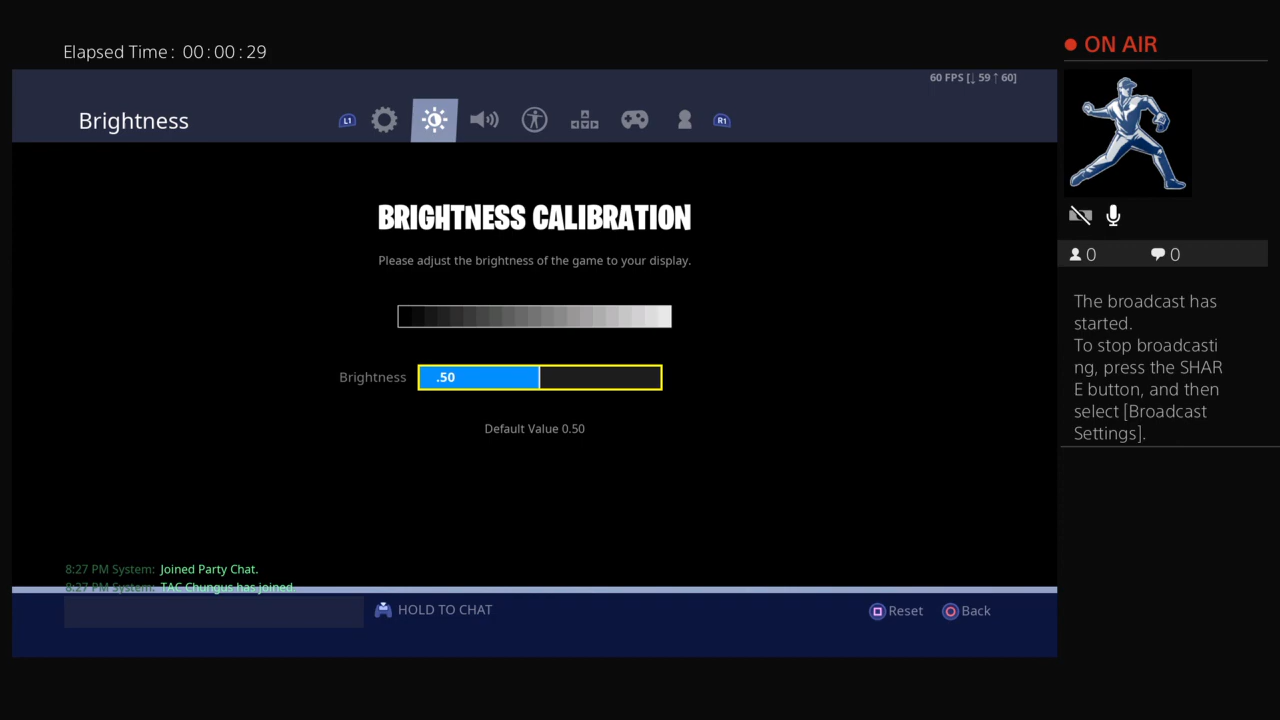 Elapsed Time: 00:00:29
ON AIR
60 FPS [↓ 59 ↑ 60]
Brightness
L1
R1
BRIGHTNESS CALIBRATION
Please adjust the brightness of the game to your display.
Brightness
.50
Default Value 0.50
0
0
The broadcast has
started.
To stop broadcasti
ng, press the SHAR
E button, and then
select [Broadcast
Settings].
8:27 PM System: Joined Party Chat.
8:27 PM System: TAC Chungus has joined.
HOLD TO CHAT
Reset
Back